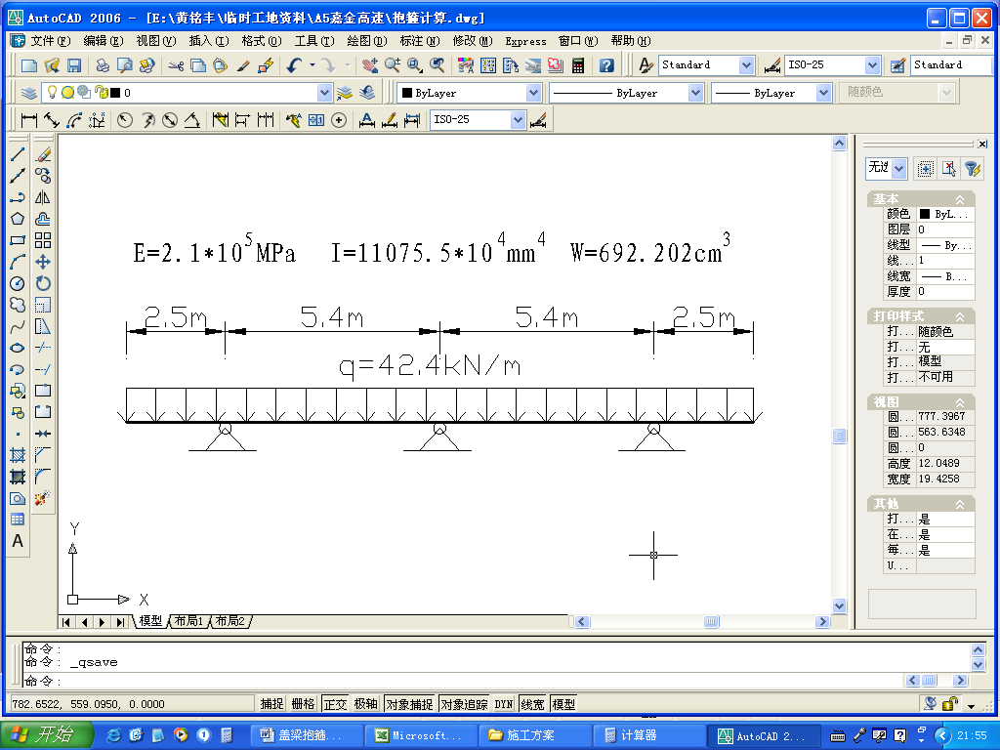 AutoCAD 2006 - [E:\黄铭丰\临时工地资料\A5嘉金高速\抱箍计算.dwg]
文件(F) 编辑(E) 视图(V) 插入(I) 格式(O) 工具(T) 绘图(D) 标注(N) 修改(M) Express 窗口(W) 帮助(H)
Standard ISO-25 Standard
0 ByLayer ByLayer ByLayer 随颜色
ISO-25
无选
基本
颜色 ByL...
图层 0
线型 By...
线... 1
线宽 B...
厚度 0
打印样式
打... 随颜色
打... 无
打... 模型
打... 不可用
视图
圆... 777.3967
圆... 563.6348
圆... 0
高度 12.0489
宽度 19.4258
其他
打... 是
在... 是
每... 是
U...
E=2.1*10^5MPa I=11075.5*10^4mm^4 W=692.202cm^3
2.5m 5.4m 5.4m 2.5m
q=42.4kN/m
Y
X
A
模型 布局1 布局2
命令:
命令: _qsave
命令:
782.6522, 559.0950, 0.0000 捕捉 栅格 正交 极轴 对象捕捉 对象追踪 DYN 线宽 模型
开始 盖梁抱箍... Microsoft... 施工方案 计算器 AutoCAD 2... 21:55